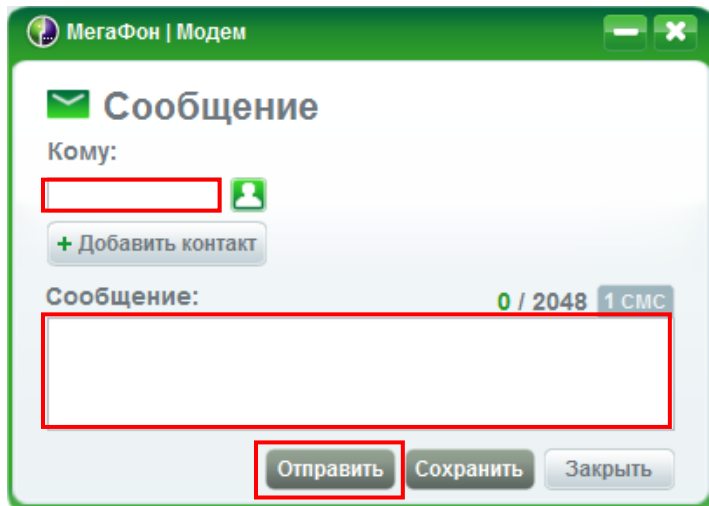 МегаФон | Модем
Сообщение
Кому:
+ Добавить контакт
Сообщение: 0 / 2048 1 СМС
Отправить Сохранить Закрыть